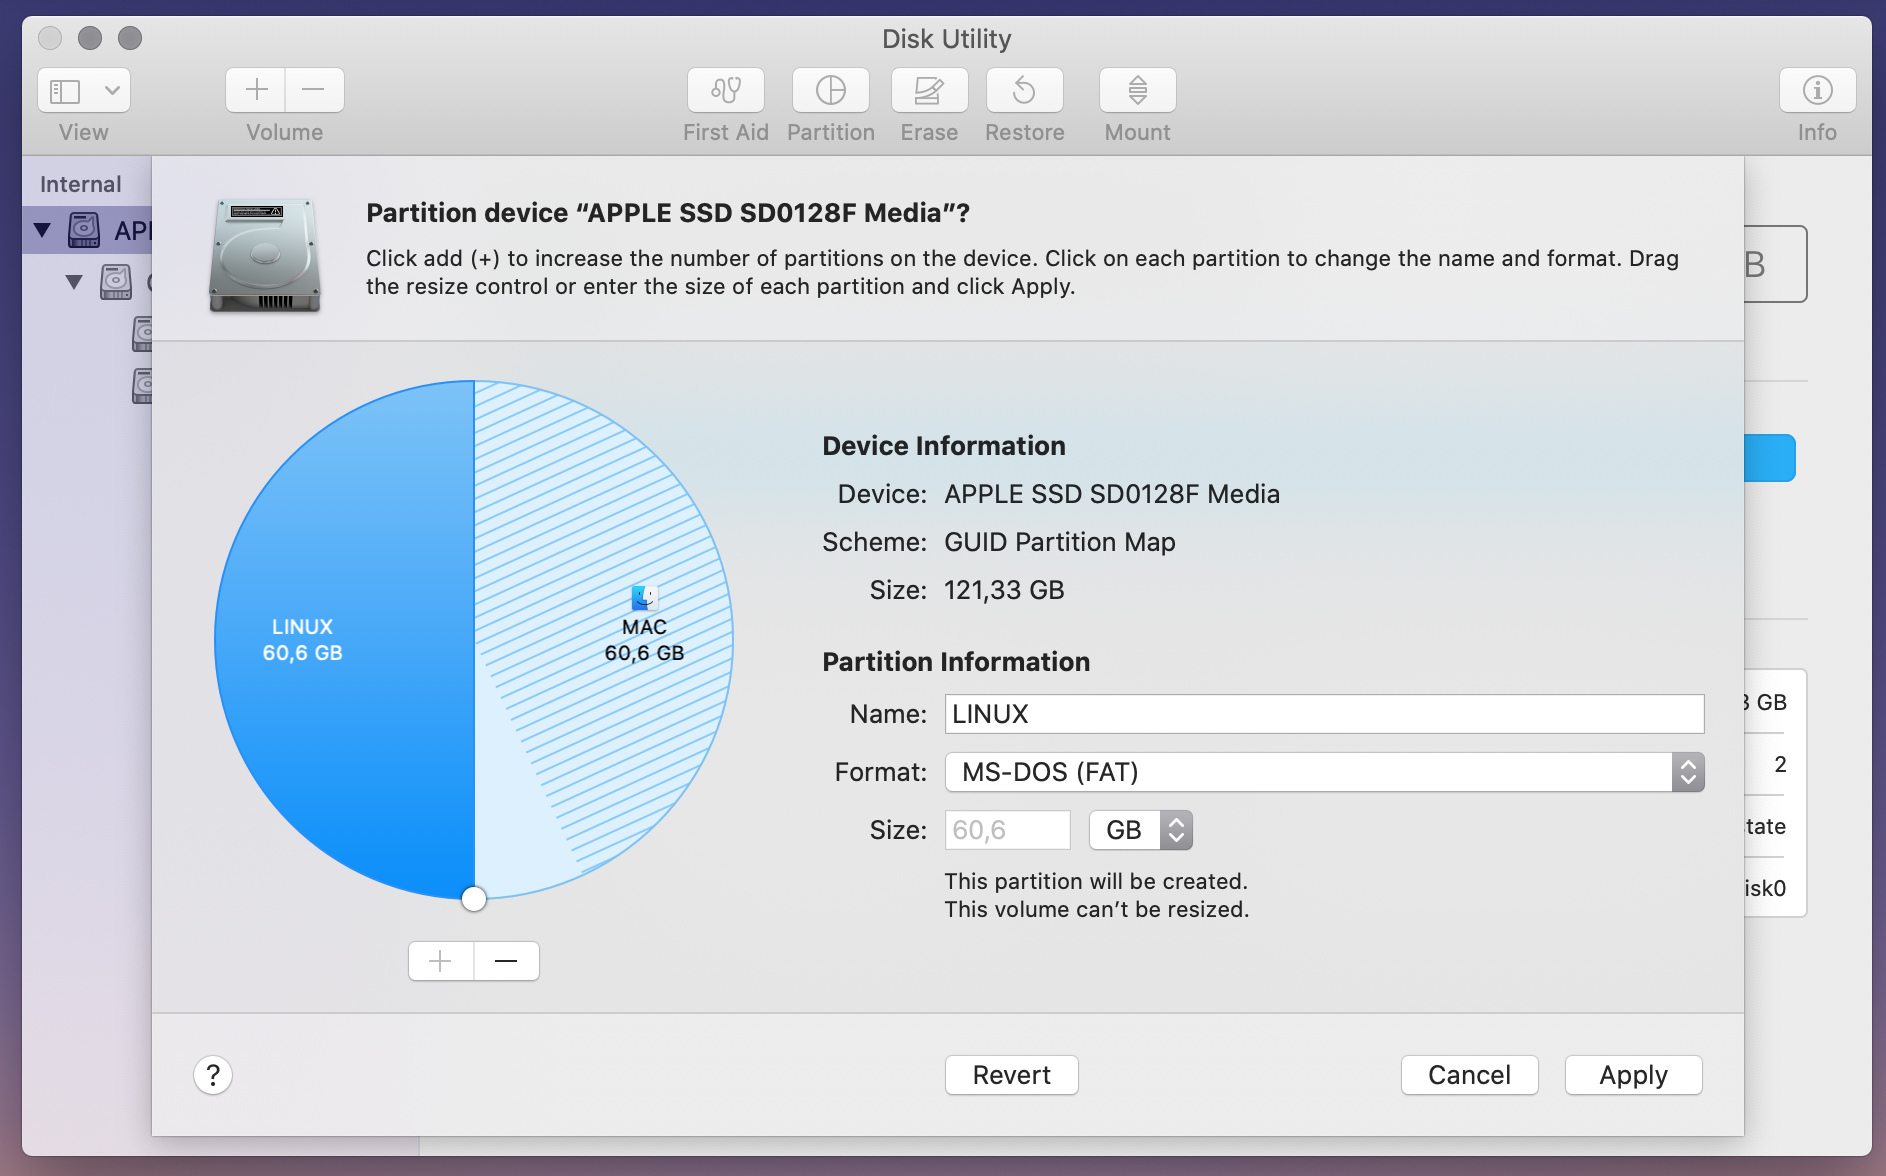 Disk Utility
View
Volume
First Aid
Partition
Erase
Restore
Mount
Info
Internal
Partition device “APPLE SSD SD0128F Media”?
Click add (+) to increase the number of partitions on the device. Click on each partition to change the name and format. Drag
the resize control or enter the size of each partition and click Apply.
LINUX
60,6 GB
MAC
60,6 GB
Device Information
Device: APPLE SSD SD0128F Media
Scheme: GUID Partition Map
Size: 121,33 GB
Partition Information
Name: LINUX
Format: MS-DOS (FAT)
Size: 60,6 GB
This partition will be created.
This volume can’t be resized.
GB
2
?
Revert
Cancel
Apply